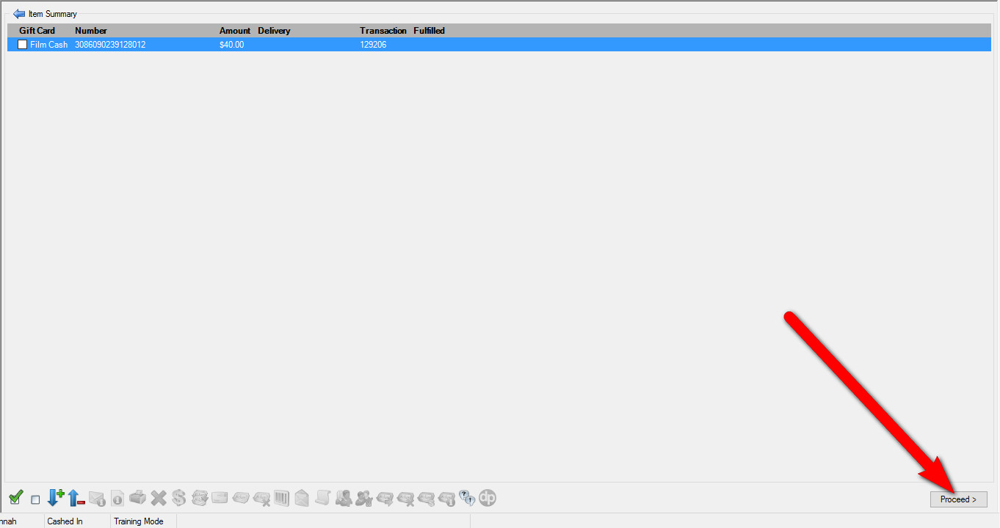 Item Summary
Gift Card Number Amount Delivery Transaction Fulfilled
Film Cash 3086090239128012 $40.00 129206
dp
Proceed >
nnah Cashed In Training Mode